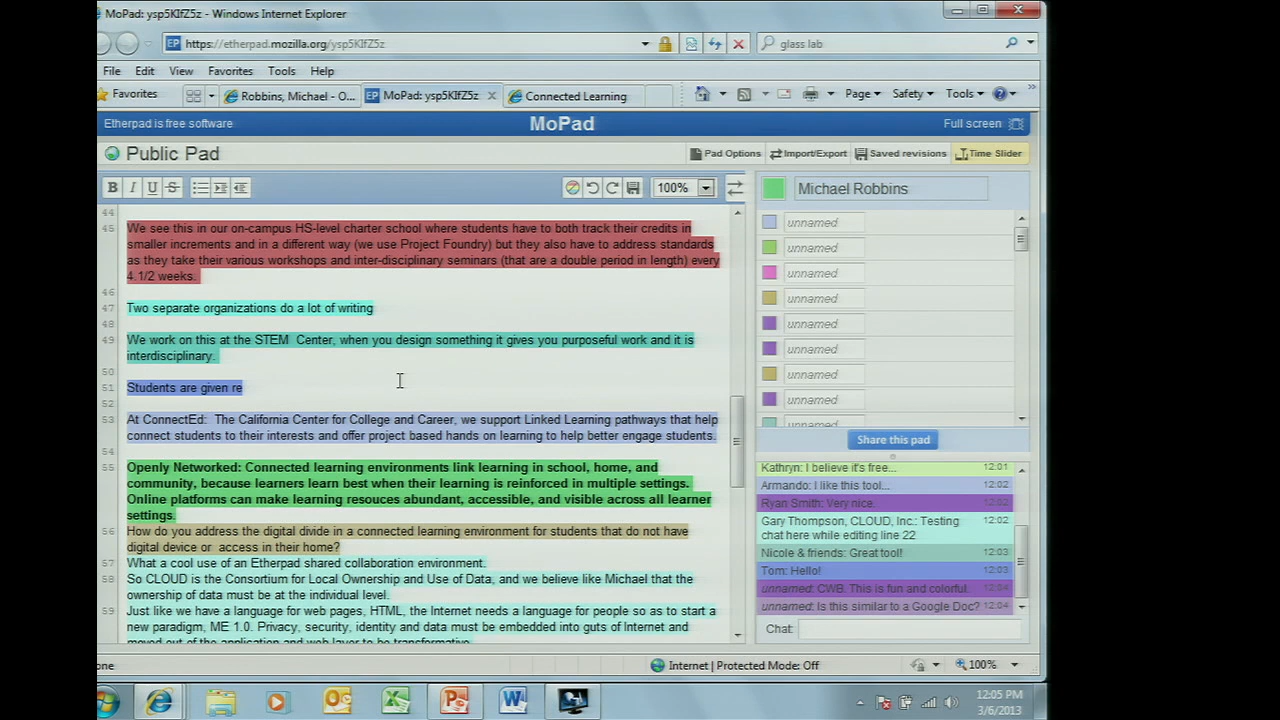 MoPad: ysp5KIfZ5z - Windows Internet Explorer
https://etherpad.mozilla.org/ysp5KIfZ5z
glass lab
File Edit View Favorites Tools Help
Favorites
Robbins, Michael - O...
MoPad: ysp5KIfZ5z
Connected Learning
Page Safety Tools
Etherpad is free software
MoPad
Full screen
Public Pad
Pad Options Import/Export Saved revisions Time Slider
B I U S
100%
Michael Robbins
44
45 We see this in our on-campus HS-level charter school where students have to both track their credits in
smaller increments and in a different way (we use Project Foundry) but they also have to address standards
as they take their various workshops and inter-disciplinary seminars (that are a double period in length) every
4.1/2 weeks.
46
47 Two separate organizations do a lot of writing
48
49 We work on this at the STEM Center, when you design something it gives you purposeful work and it is
interdisciplinary.
50
51 Students are given re
52
53 At ConnectEd: The California Center for College and Career, we support Linked Learning pathways that help
connect students to their interests and offer project based hands on learning to help better engage students.
54
55 Openly Networked: Connected learning environments link learning in school, home, and
community, because learners learn best when their learning is reinforced in multiple settings.
Online platforms can make learning resouces abundant, accessible, and visible across all learner
settings.
56 How do you address the digital divide in a connected learning environment for students that do not have
digital device or access in their home?
57 What a cool use of an Etherpad shared collaboration environment.
58 So CLOUD is the Consortium for Local Ownership and Use of Data, and we believe like Michael that the
ownership of data must be at the individual level.
59 Just like we have a language for web pages, HTML, the Internet needs a language for people so as to start a
new paradigm, ME 1.0. Privacy, security, identity and data must be embedded into guts of Internet and
moved out of the application and web layer to be transformative.
unnamed
unnamed
unnamed
unnamed
unnamed
unnamed
unnamed
unnamed
Share this pad
Kathryn: I believe it's free... 12:01
Armando: I like this tool... 12:02
Ryan Smith: Very nice. 12:02
Gary Thompson, CLOUD, Inc.: Testing 12:02
chat here while editing line 22
Nicole & friends: Great tool! 12:03
Tom: Hello! 12:03
unnamed: CWB. This is fun and colorful. 12:04
unnamed: Is this similar to a Google Doc? 12:04
Chat:
one
Internet | Protected Mode: Off
100%
12:05 PM
3/6/2013